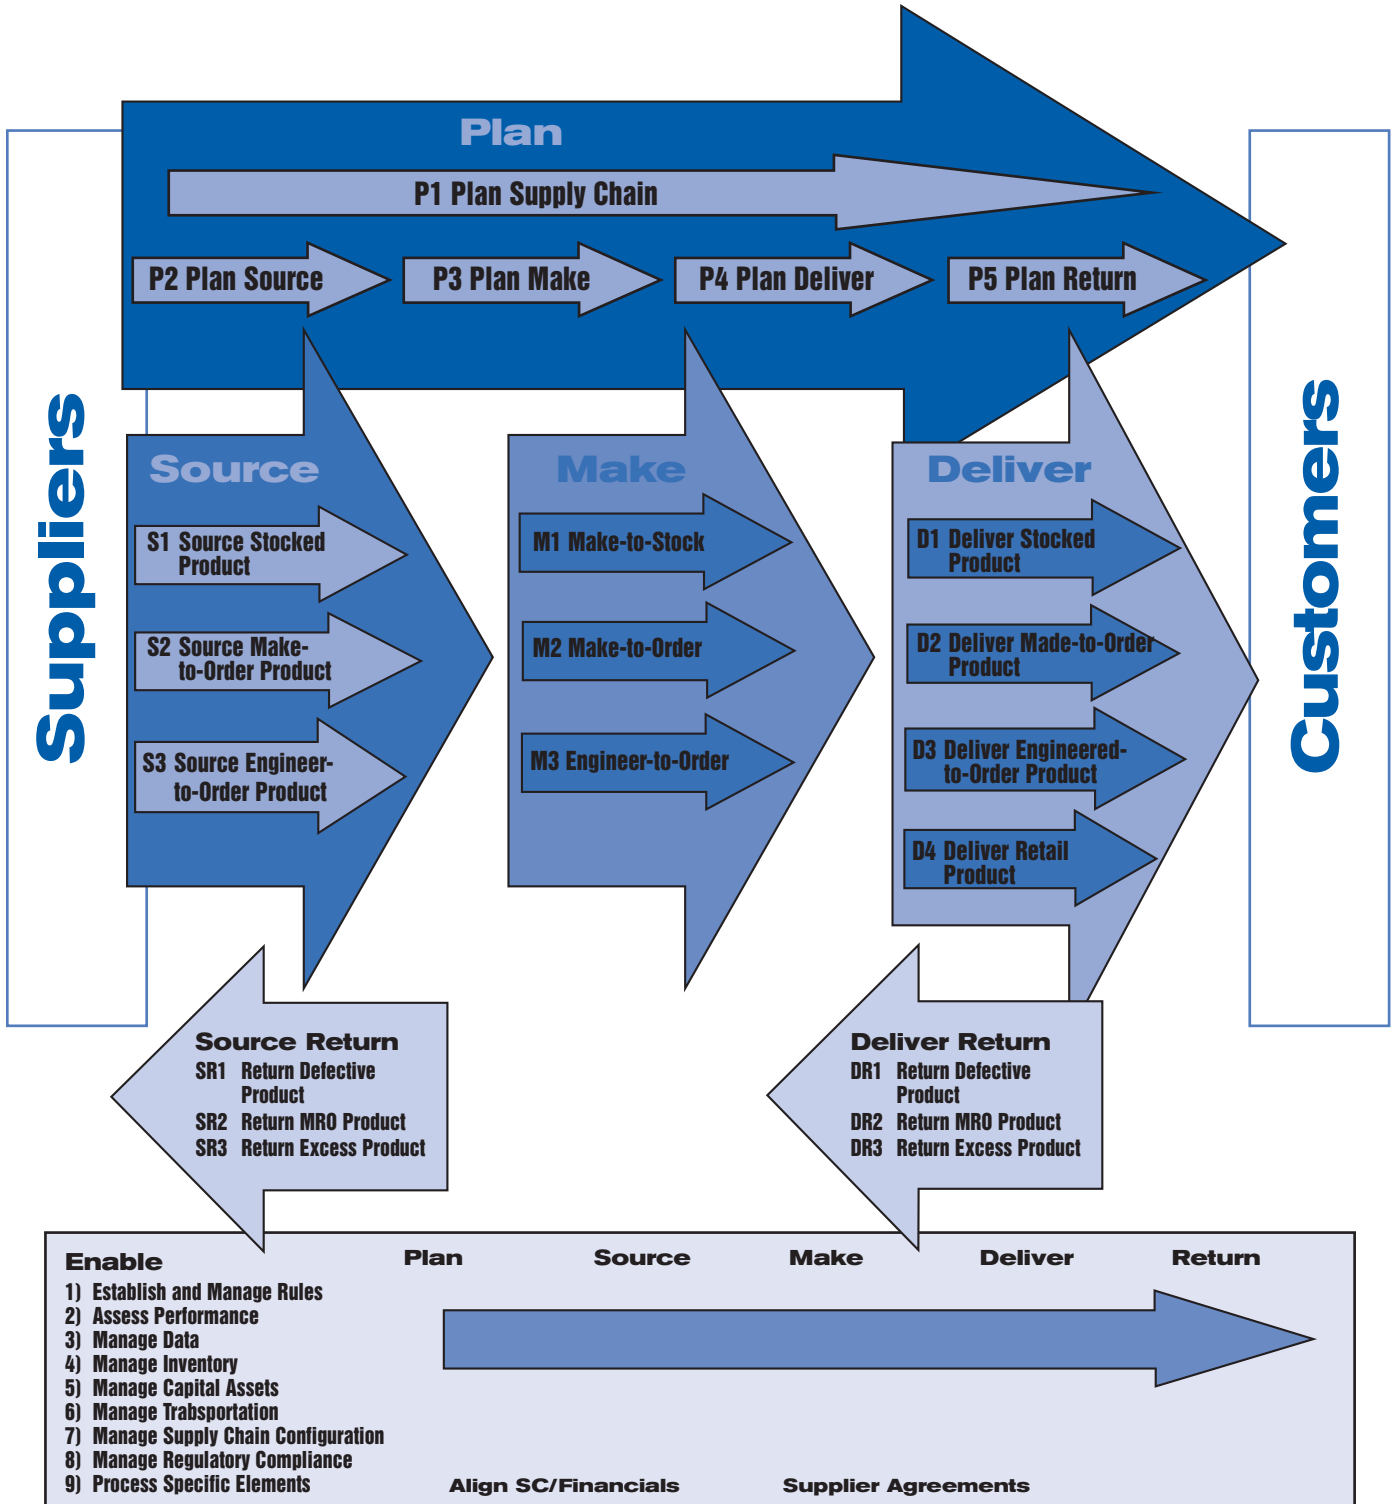 Plan
P1 Plan Supply Chain
P2 Plan Source
P3 Plan Make
P4 Plan Deliver
P5 Plan Return
Suppliers
Customers
Source
S1 Source Stocked
Product
S2 Source Make-
to-Order Product
S3 Source Engineer-
to-Order Product
Make
M1 Make-to-Stock
M2 Make-to-Order
M3 Engineer-to-Order
Deliver
D1 Deliver Stocked
Product
D2 Deliver Made-to-Order
Product
D3 Deliver Engineered-
to-Order Product
D4 Deliver Retail
Product
Source Return
SR1 Return Defective
Product
SR2 Return MRO Product
SR3 Return Excess Product
Deliver Return
DR1 Return Defective
Product
DR2 Return MRO Product
DR3 Return Excess Product
Enable
Plan
Source
Make
Deliver
Return
1) Establish and Manage Rules
2) Assess Performance
3) Manage Data
4) Manage Inventory
5) Manage Capital Assets
6) Manage Trabsportation
7) Manage Supply Chain Configuration
8) Manage Regulatory Compliance
9) Process Specific Elements
Align SC/Financials
Supplier Agreements